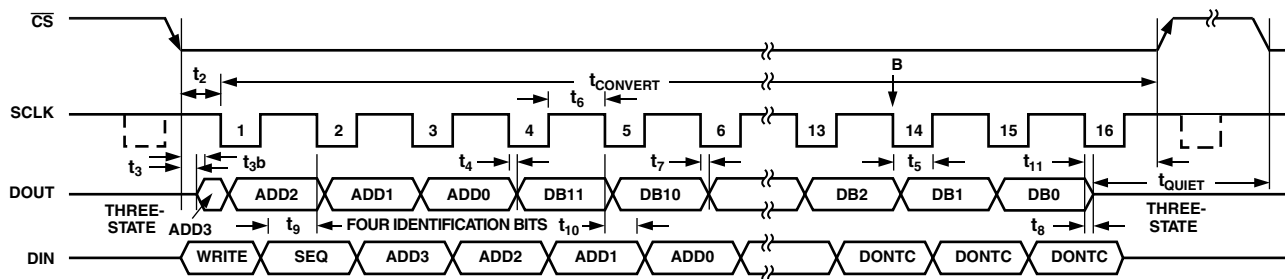 CS
B
t2
tCONVERT
t6
SCLK
1 2 3 4 5 6 13 14 15 16
t3 t3b t4 t7 t5 t11
tQUIET
DOUT
ADD2 ADD1 ADD0 DB11 DB10 DB2 DB1 DB0
THREE-
STATE
ADD3
t9 FOUR IDENTIFICATION BITS t10 t8
THREE-
STATE
DIN
WRITE SEQ ADD3 ADD2 ADD1 ADD0 DONTC DONTC DONTC